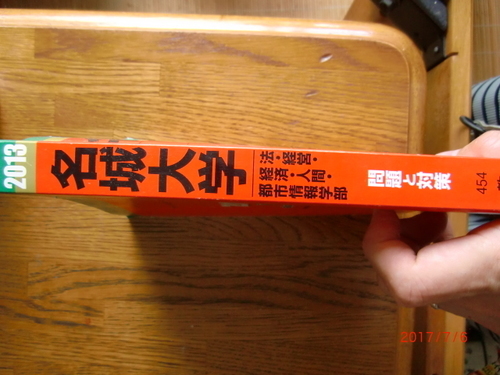 2013
名城大学
法・経営・
経済・人間・
都市情報学部
問題と対策
454
2017/7/6